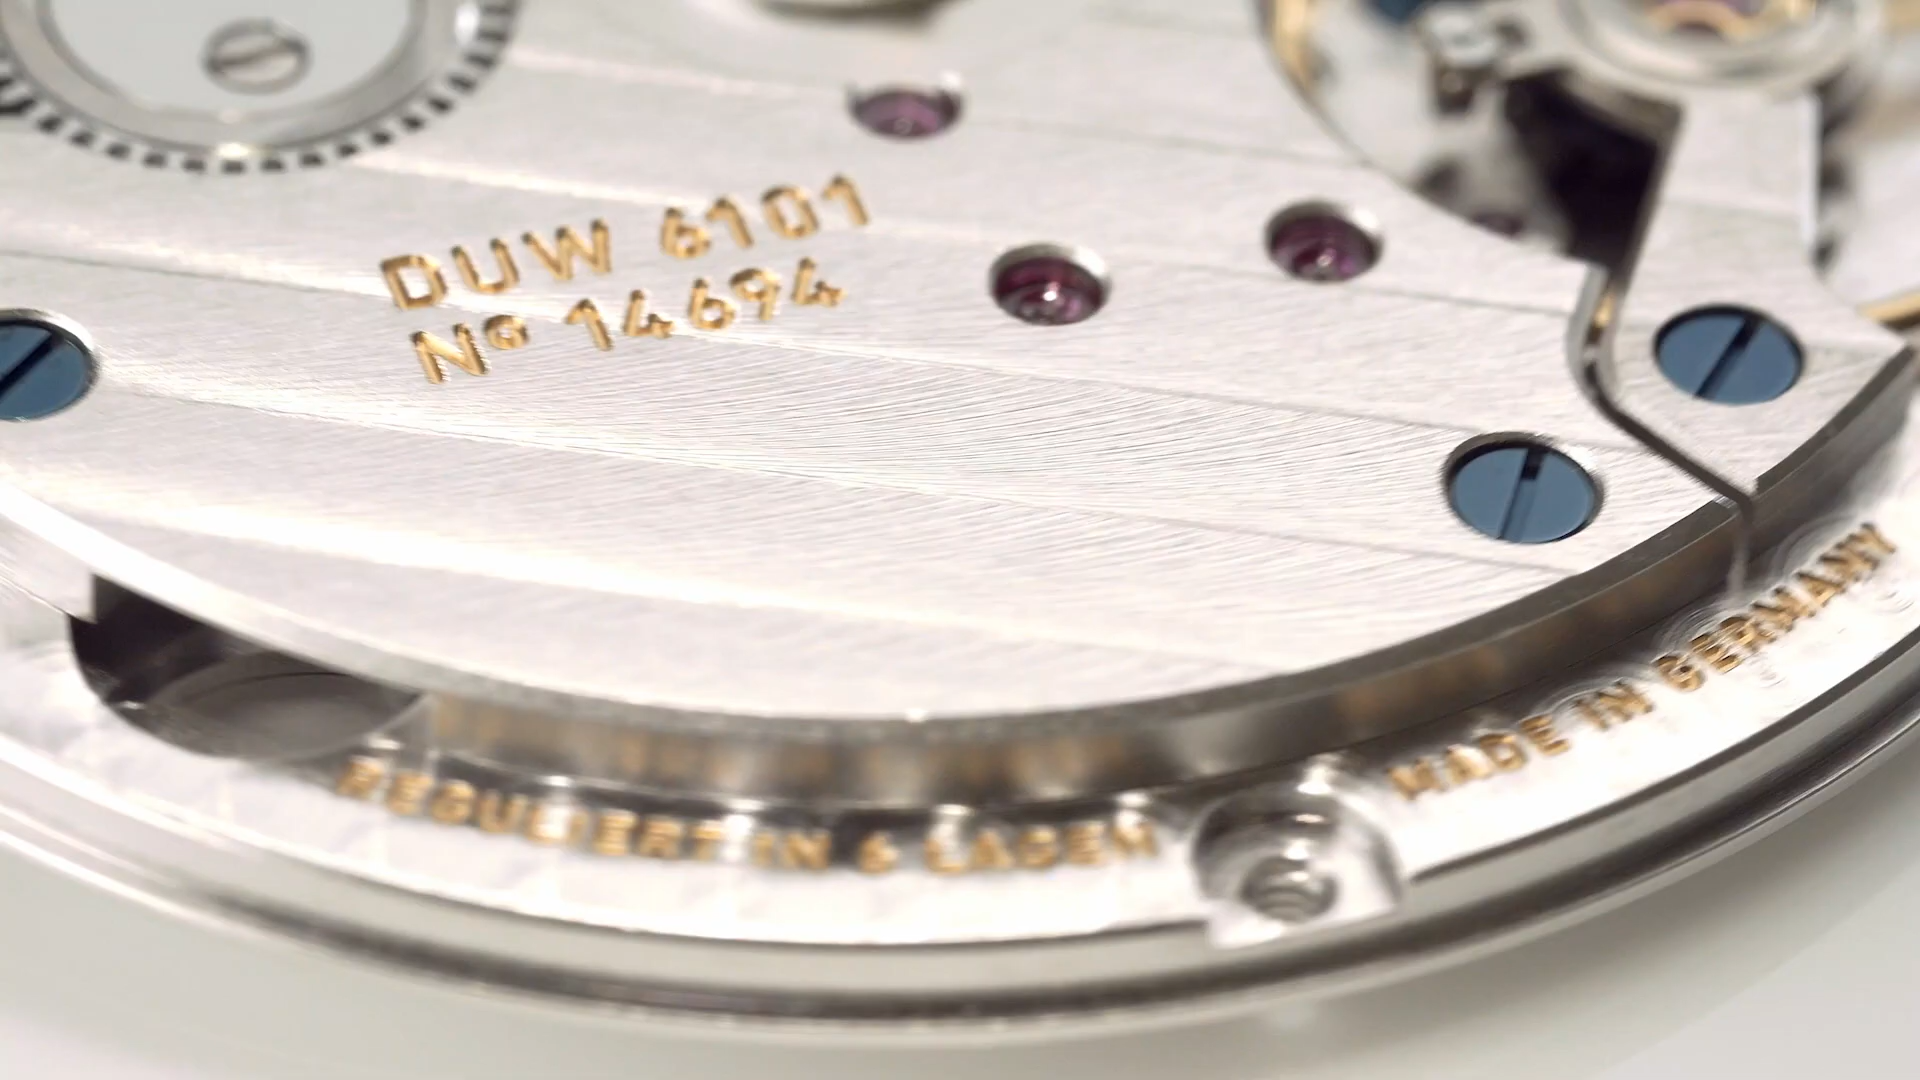 DUW 6101
Nº 14694
REGULIERT IN 6 LAGEN
MADE IN GERMANY